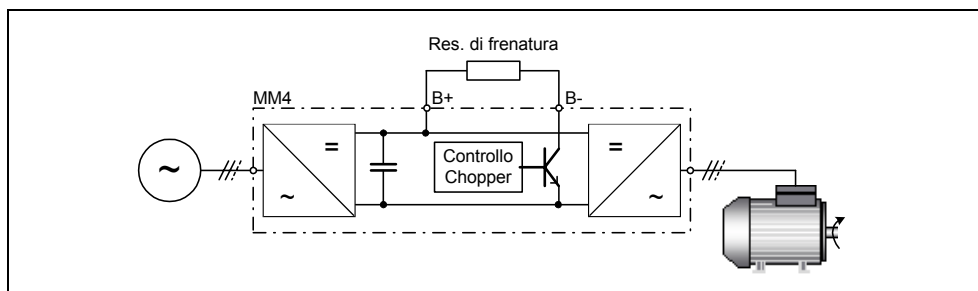 Res. di frenatura
B+
B-
MM4
=
~
Controllo
Chopper
=
~
~